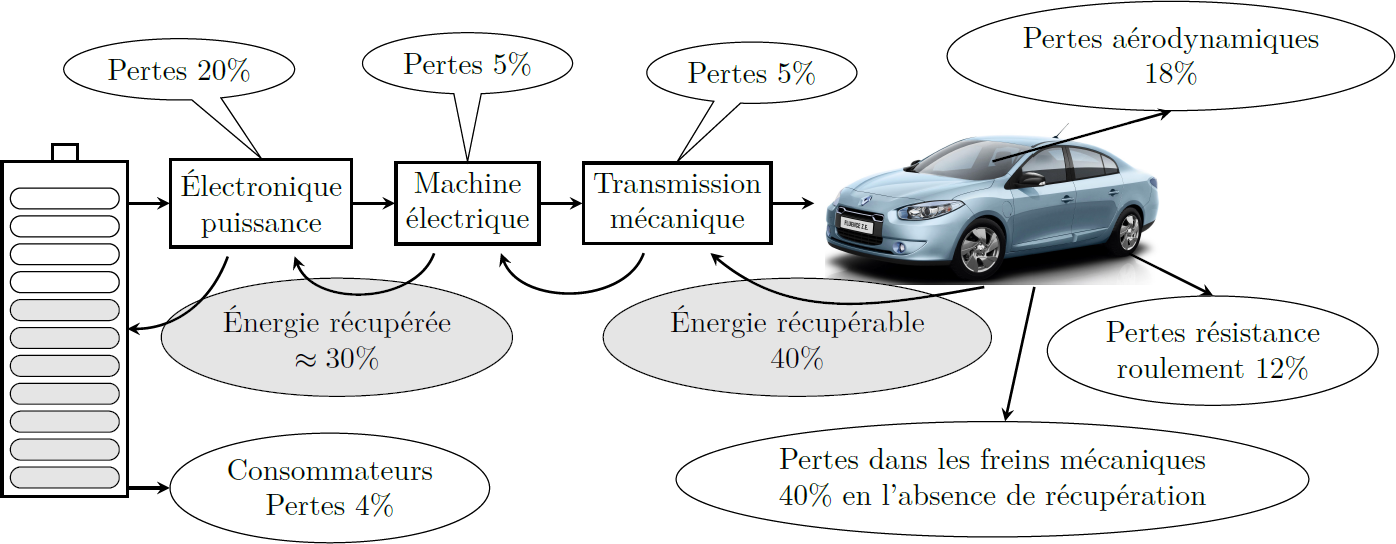 Pertes aérodynamiques
18%
Pertes 20%
Pertes 5%
Pertes 5%
Électronique
puissance
Machine
électrique
Transmission
mécanique
Énergie récupérée
≈ 30%
Énergie récupérable
40%
Pertes résistance
roulement 12%
Consommateurs
Pertes 4%
Pertes dans les freins mécaniques
40% en l'absence de récupération